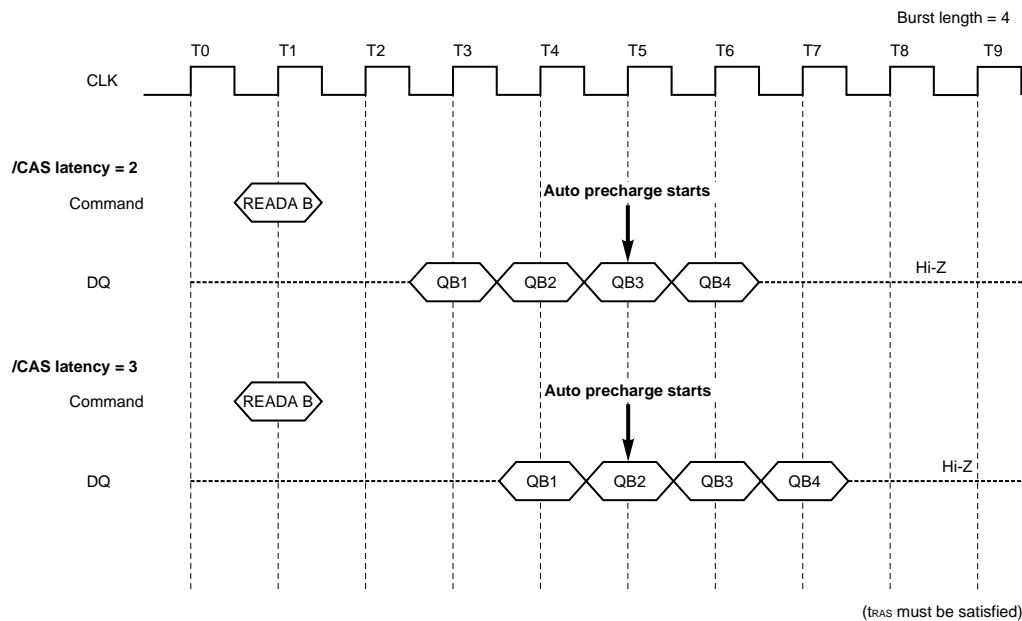 Burst length = 4
T0 T1 T2 T3 T4 T5 T6 T7 T8 T9
CLK
/CAS latency = 2
Auto precharge starts
Command READA B
Hi-Z
DQ QB1 QB2 QB3 QB4
/CAS latency = 3
Auto precharge starts
Command READA B
Hi-Z
DQ QB1 QB2 QB3 QB4
(tRAS must be satisfied)